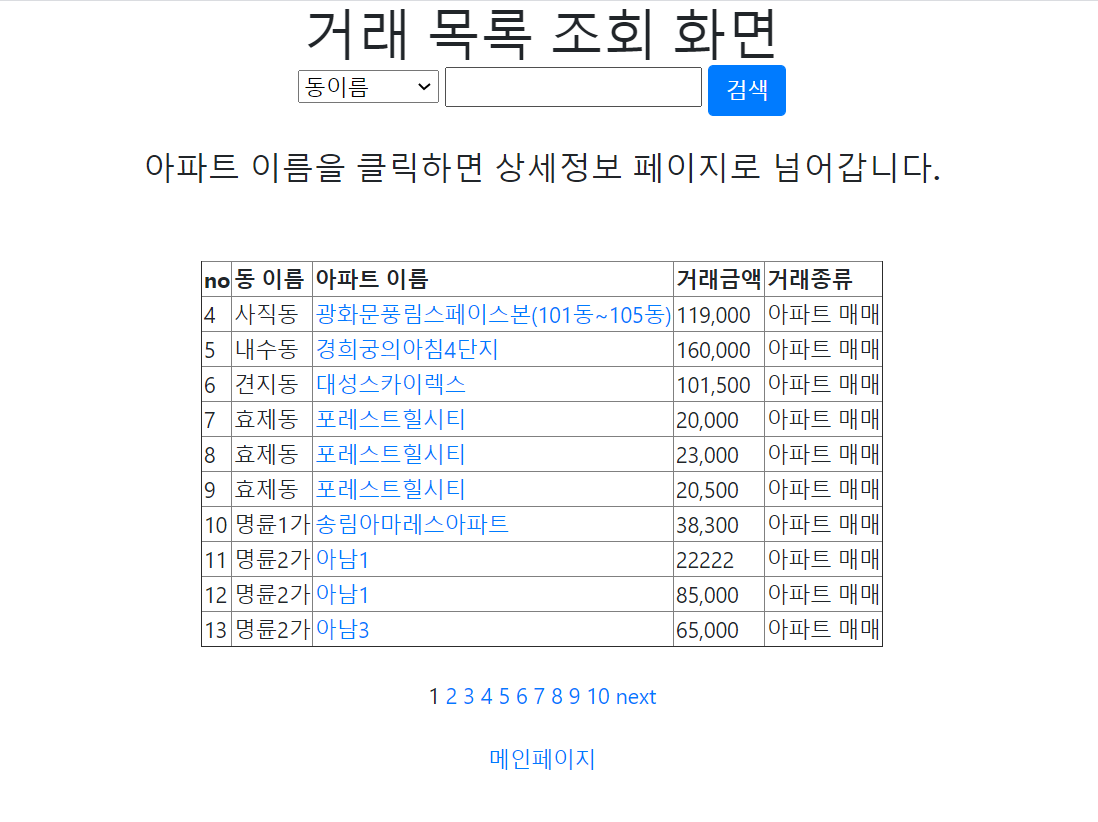 거래 목록 조회 화면
동이름 검색
아파트 이름을 클릭하면 상세정보 페이지로 넘어갑니다.
no 동 이름 아파트 이름 거래금액 거래종류
4 사직동 광화문풍림스페이스본(101동~105동) 119,000 아파트 매매
5 내수동 경희궁의아침4단지 160,000 아파트 매매
6 견지동 대성스카이렉스 101,500 아파트 매매
7 효제동 포레스트힐시티 20,000 아파트 매매
8 효제동 포레스트힐시티 23,000 아파트 매매
9 효제동 포레스트힐시티 20,500 아파트 매매
10 명륜1가 송림아마레스아파트 38,300 아파트 매매
11 명륜2가 아남1 22222 아파트 매매
12 명륜2가 아남1 85,000 아파트 매매
13 명륜2가 아남3 65,000 아파트 매매
1 2 3 4 5 6 7 8 9 10 next
메인페이지